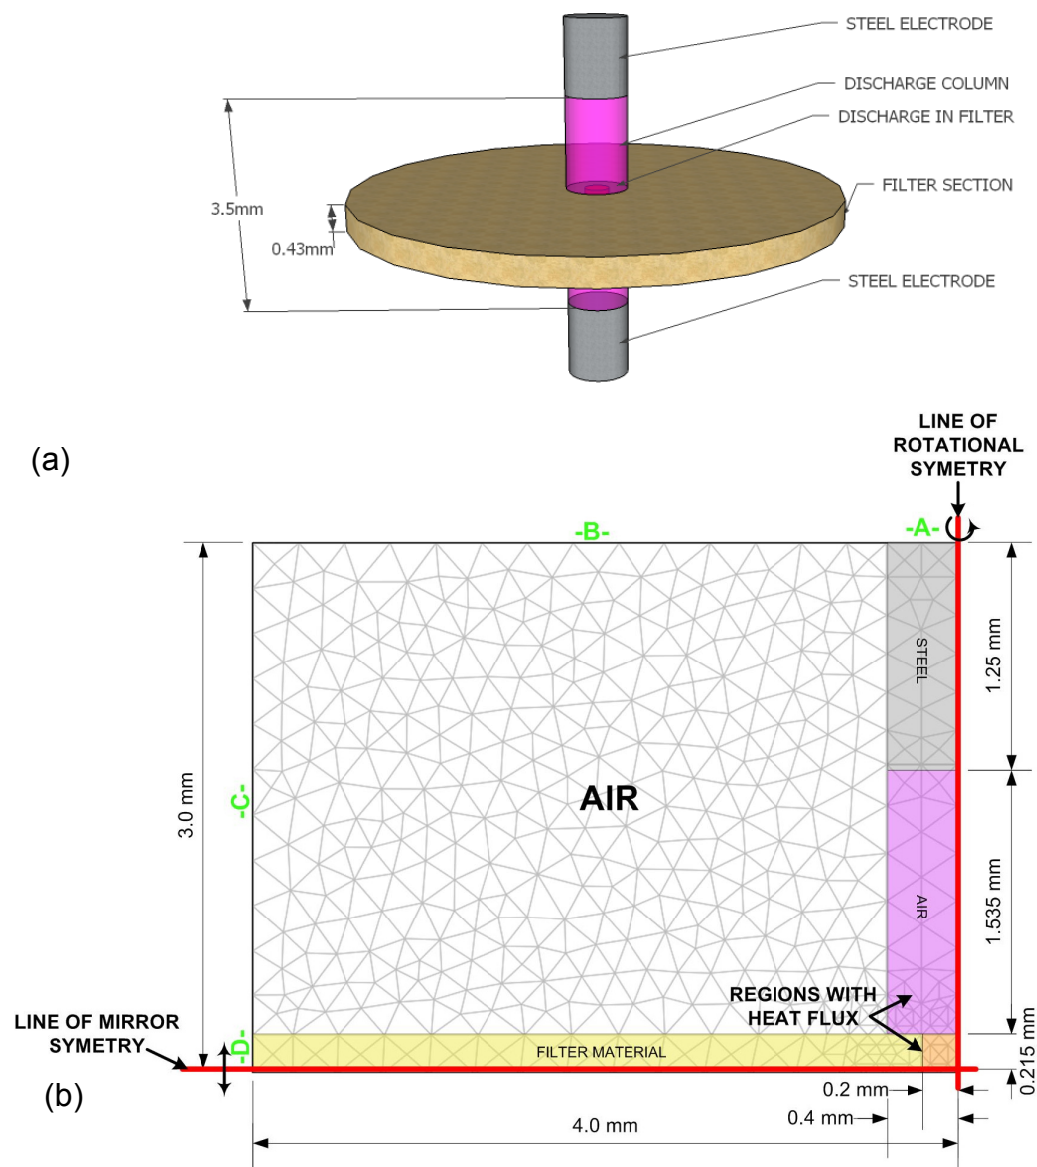 STEEL ELECTRODE
DISCHARGE COLUMN
DISCHARGE IN FILTER
FILTER SECTION
3.5mm
0.43mm
STEEL ELECTRODE
(a)
LINE OF
ROTATIONAL
SYMETRY
-B-
-A-
STEEL
1.25 mm
3.0 mm
-C-
AIR
AIR
1.535 mm
REGIONS WITH
HEAT FLUX
LINE OF MIRROR
SYMETRY
-D-
FILTER MATERIAL
0.215 mm
(b)
0.2 mm
0.4 mm
4.0 mm